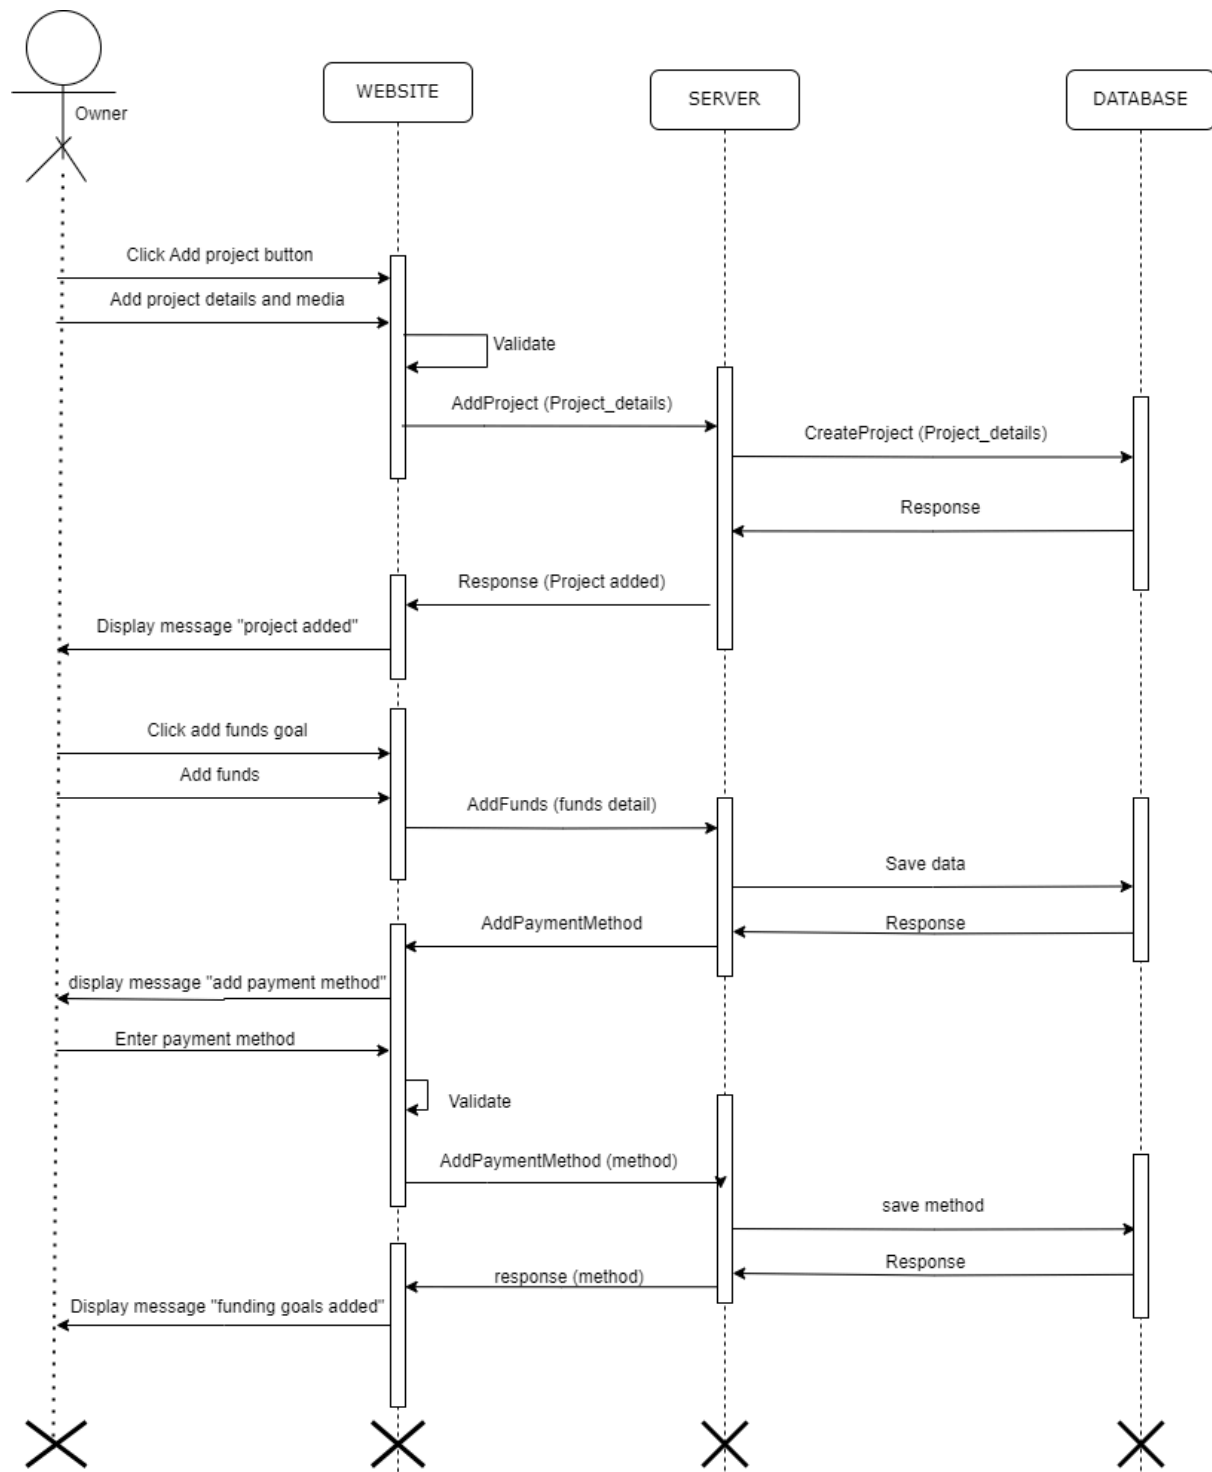 Owner
WEBSITE
SERVER
DATABASE
Click Add project button
Add project details and media
Validate
AddProject (Project_details)
CreateProject (Project_details)
Response
Response (Project added)
Display message "project added"
Click add funds goal
Add funds
AddFunds (funds detail)
Save data
AddPaymentMethod
Response
display message "add payment method"
Enter payment method
Validate
AddPaymentMethod (method)
save method
Response
response (method)
Display message "funding goals added"